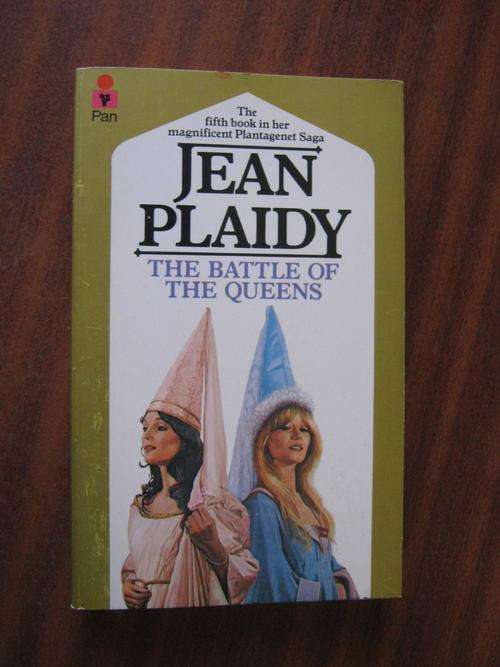 Pan
The
fifth book in her
magnificent Plantagenet Saga
JEAN
PLAIDY
THE BATTLE OF
THE QUEENS